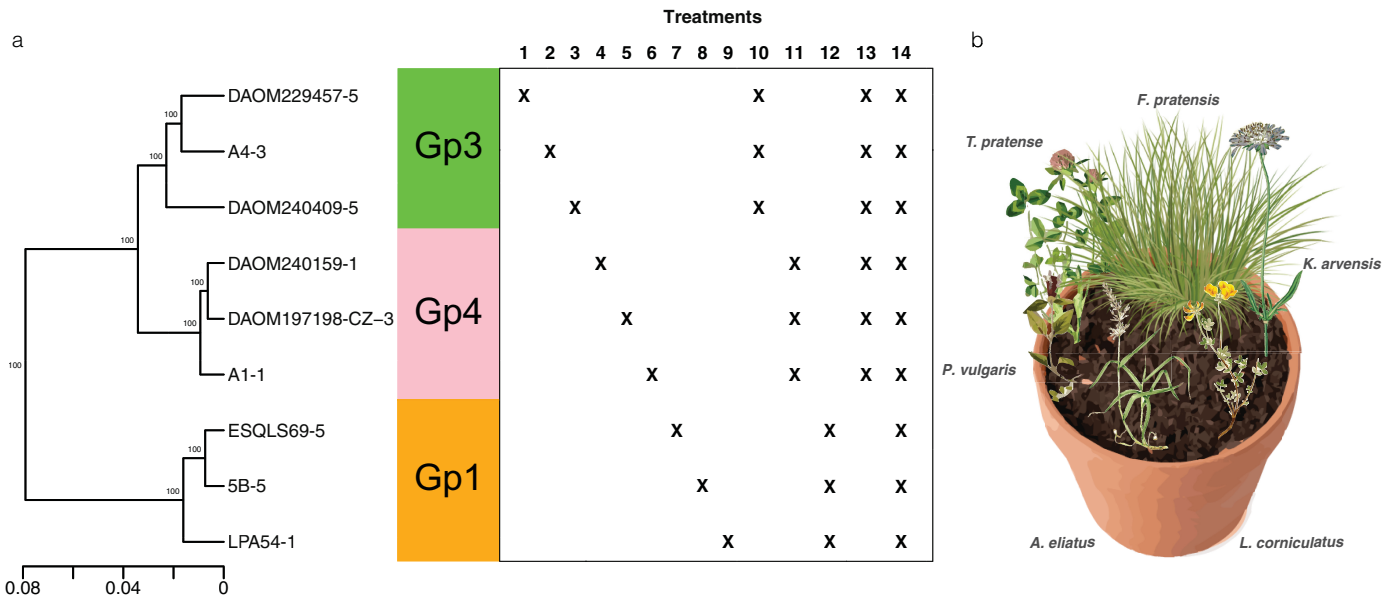 a
Treatments
1 2 3 4 5 6 7 8 9 10 11 12 13 14
100 DAOM229457-5 X X X X
100 A4-3 X X X X
DAOM240409-5 X X X X
100
Gp3
100 DAOM240159-1 X X X X
100 DAOM197198-CZ–3 X X X X
A1-1 X X X X
Gp4
100
100 ESQLS69-5 X X X
100 5B-5 X X X
LPA54-1 X X X
Gp1
0.08 0.04 0
b
F. pratensis
T. pratense
K. arvensis
P. vulgaris
A. eliatus
L. corniculatus